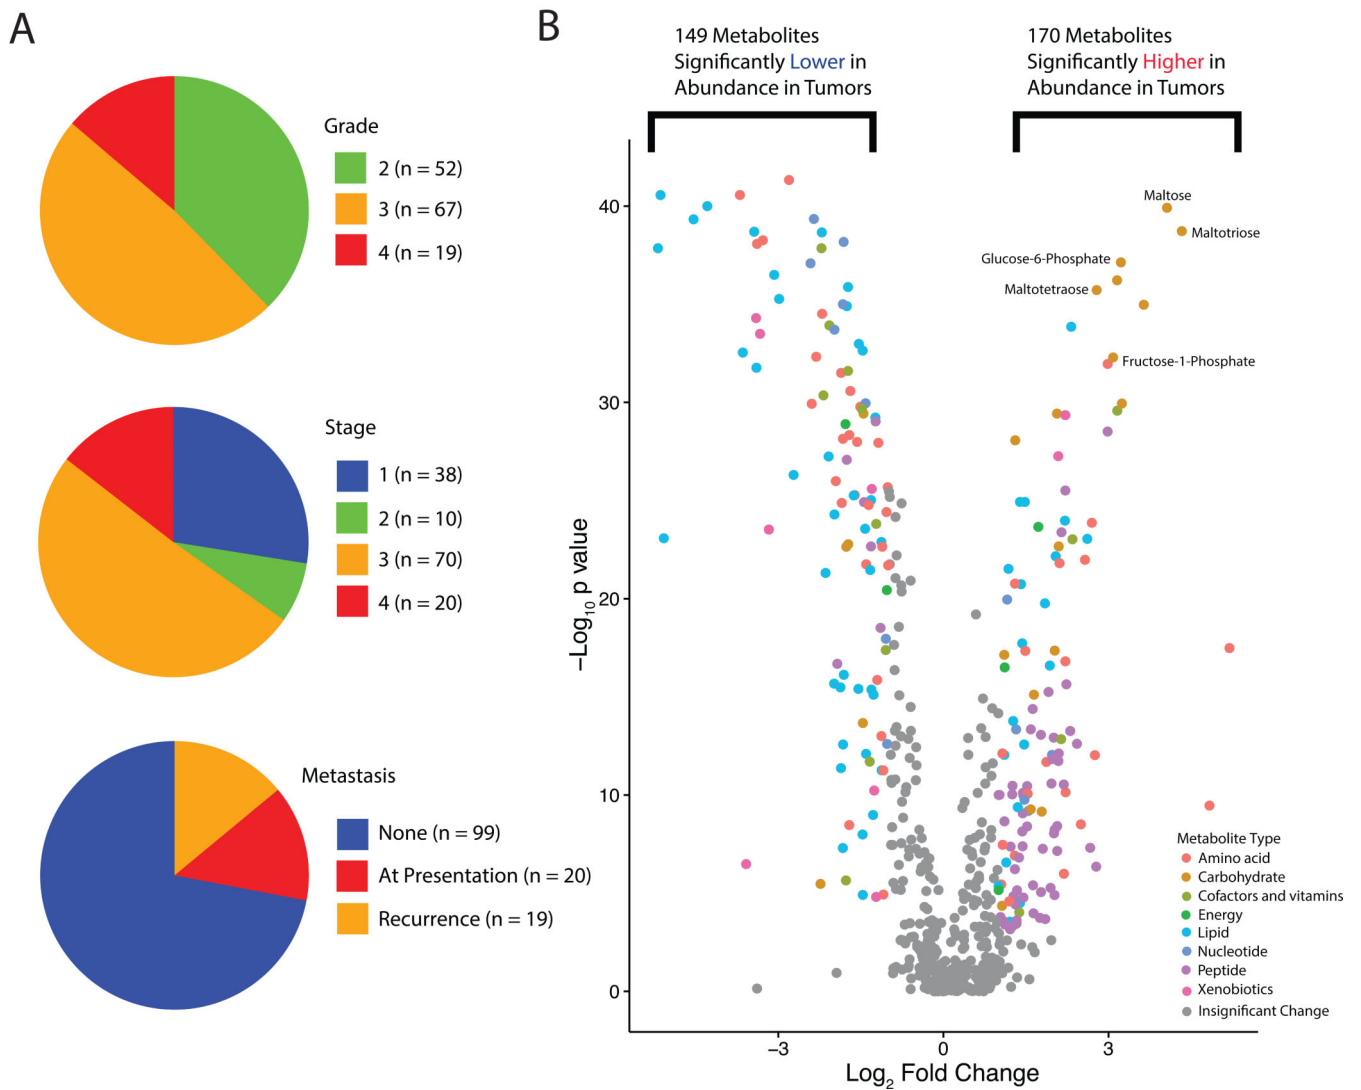 A
Grade
2 (n = 52)
3 (n = 67)
4 (n = 19)
Stage
1 (n = 38)
2 (n = 10)
3 (n = 70)
4 (n = 20)
Metastasis
None (n = 99)
At Presentation (n = 20)
Recurrence (n = 19)
B
149 Metabolites
Significantly Lower in
Abundance in Tumors
170 Metabolites
Significantly Higher in
Abundance in Tumors
−Log10 p value
40
30
20
10
0
Maltose
Maltotriose
Glucose-6-Phosphate
Maltotetraose
Fructose-1-Phosphate
Metabolite Type
Amino acid
Carbohydrate
Cofactors and vitamins
Energy
Lipid
Nucleotide
Peptide
Xenobiotics
Insignificant Change
−3
0
3
Log2 Fold Change